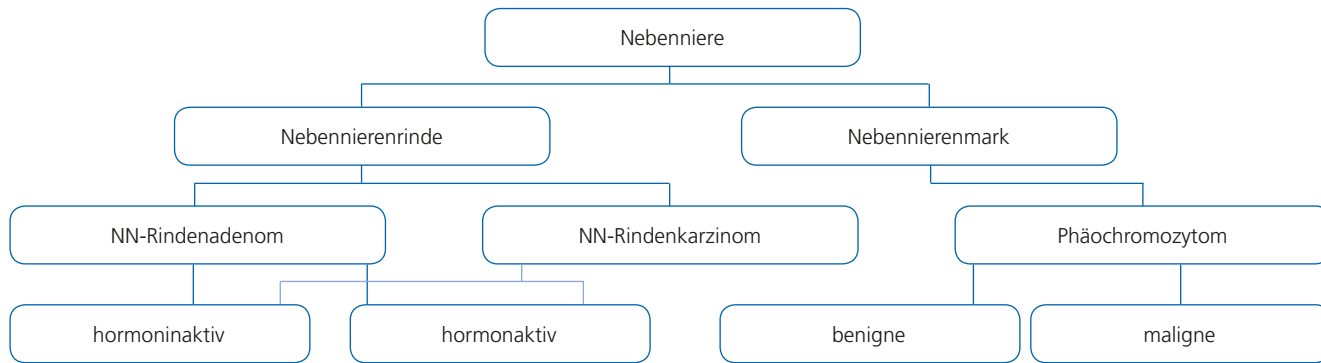 Nebenniere
Nebennierenrinde
Nebennierenmark
NN-Rindenadenom
NN-Rindenkarzinom
Phäochromozytom
hormoninaktiv
hormonaktiv
benigne
maligne